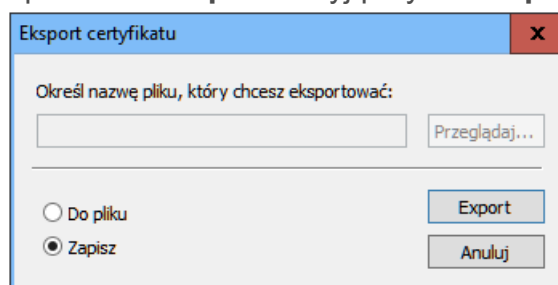 Eksport certyfikatu
x
Określ nazwę pliku, który chcesz eksportować:
Przeglądaj...
Do pliku
Export
Zapisz
Anuluj